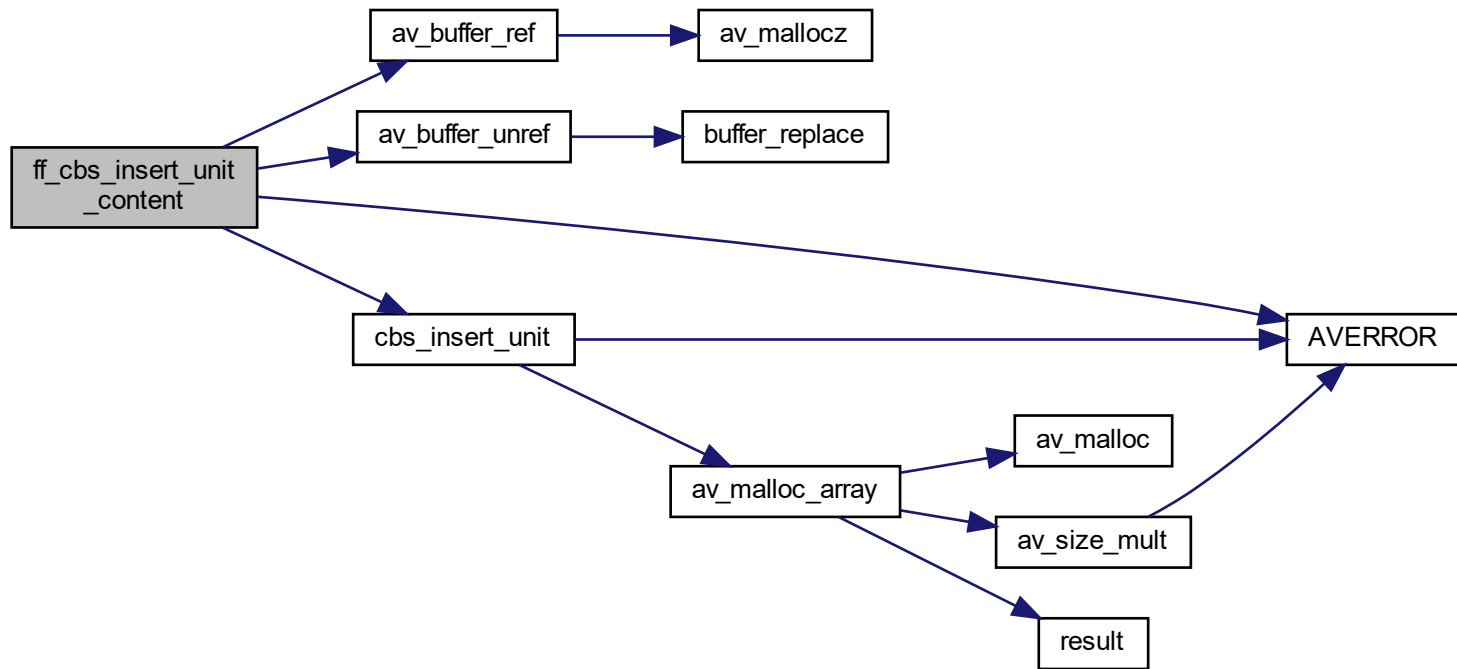 av_buffer_ref
av_mallocz
av_buffer_unref
buffer_replace
ff_cbs_insert_unit
_content
cbs_insert_unit
AVERROR
av_malloc
av_malloc_array
av_size_mult
result